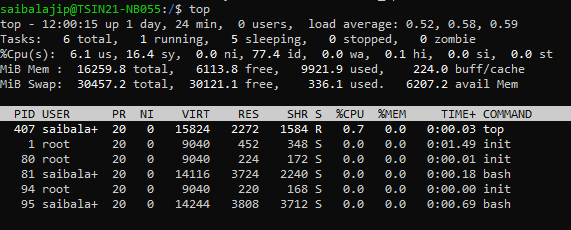 saibalajip@TSIN21-NB055:/$ top
top - 12:00:15 up 1 day, 24 min, 0 users, load average: 0.52, 0.58, 0.59
Tasks: 6 total, 1 running, 5 sleeping, 0 stopped, 0 zombie
%Cpu(s): 6.1 us, 16.4 sy, 0.0 ni, 77.4 id, 0.0 wa, 0.1 hi, 0.0 si, 0.0 st
MiB Mem : 16259.8 total, 6113.8 free, 9921.9 used, 224.0 buff/cache
MiB Swap: 30457.2 total, 30121.1 free, 336.1 used. 6207.2 avail Mem
PID USER PR NI VIRT RES SHR S %CPU %MEM TIME+ COMMAND
407 saibala+ 20 0 15824 2272 1584 R 0.7 0.0 0:00.03 top
1 root 20 0 9040 452 348 S 0.0 0.0 0:01.49 init
80 root 20 0 9040 224 172 S 0.0 0.0 0:00.01 init
81 saibala+ 20 0 14116 3724 2240 S 0.0 0.0 0:00.18 bash
94 root 20 0 9040 220 168 S 0.0 0.0 0:00.00 init
95 saibala+ 20 0 14244 3808 3712 S 0.0 0.0 0:00.69 bash